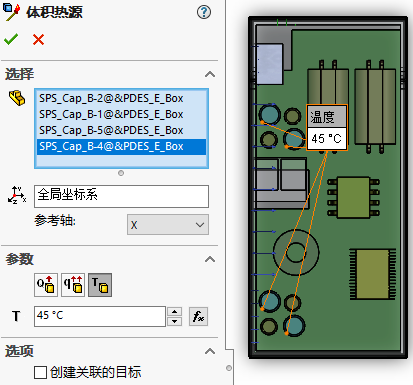 体积热源
选择
SPS_Cap_B-2@&PDES_E_Box
SPS_Cap_B-1@&PDES_E_Box
SPS_Cap_B-5@&PDES_E_Box
SPS_Cap_B-4@&PDES_E_Box
全局坐标系
参考轴: X
参数
T 45 °C
选项
创建关联的目标
温度
45 °C